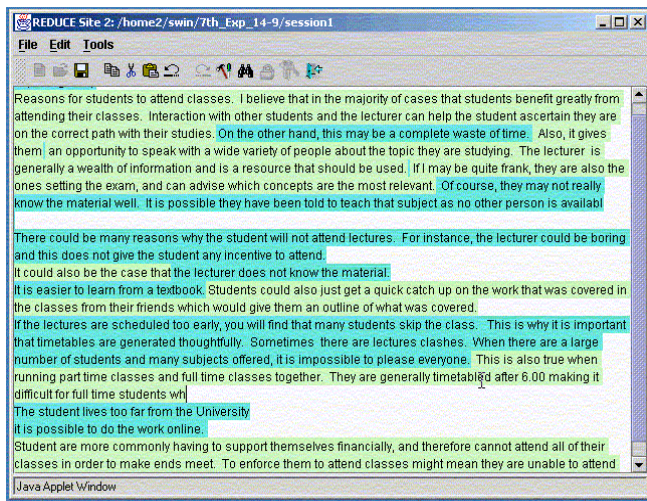 REDUCE Site 2: /home2/swin/7th_Exp_14-9/session1
File Edit Tools
Reasons for students to attend classes. I believe that in the majority of cases that students benefit greatly from
attending their classes. Interaction with other students and the lecturer can help the student ascertain they are
on the correct path with their studies. On the other hand, this may be a complete waste of time. Also, it gives
them an opportunity to speak with a wide variety of people about the topic they are studying. The lecturer is
generally a wealth of information and is a resource that should be used. If I may be quite frank, they are also the
ones setting the exam, and can advise which concepts are the most relevant. Of course, they may not really
know the material well. It is possible they have been told to teach that subject as no other person is availabl
There could be many reasons why the student will not attend lectures. For instance, the lecturer could be boring
and this does not give the student any incentive to attend.
It could also be the case that the lecturer does not know the material.
It is easier to learn from a textbook. Students could also just get a quick catch up on the work that was covered in
the classes from their friends which would give them an outline of what was covered.
If the lectures are scheduled too early, you will find that many students skip the class. This is why it is important
that timetables are generated thoughtfully. Sometimes there are lectures clashes. When there are a large
number of students and many subjects offered, it is impossible to please everyone. This is also true when
running part time classes and full time classes together. They are generally timetabled after 6.00 making it
difficult for full time students wh
The student lives too far from the University
it is possible to do the work online.
Student are more commonly having to support themselves financially, and therefore cannot attend all of their
classes in order to make ends meet. To enforce them to attend classes might mean they are unable to attend
Java Applet Window